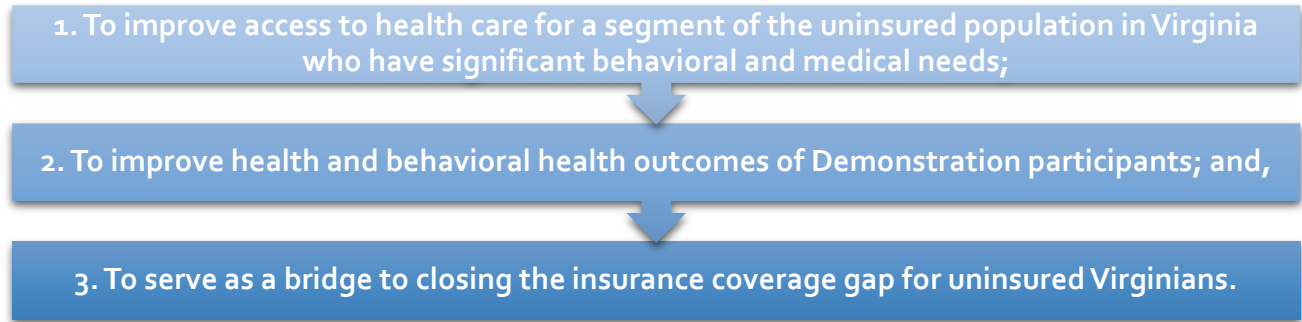 1. To improve access to health care for a segment of the uninsured population in Virginia
who have significant behavioral and medical needs;
2. To improve health and behavioral health outcomes of Demonstration participants; and,
3. To serve as a bridge to closing the insurance coverage gap for uninsured Virginians.